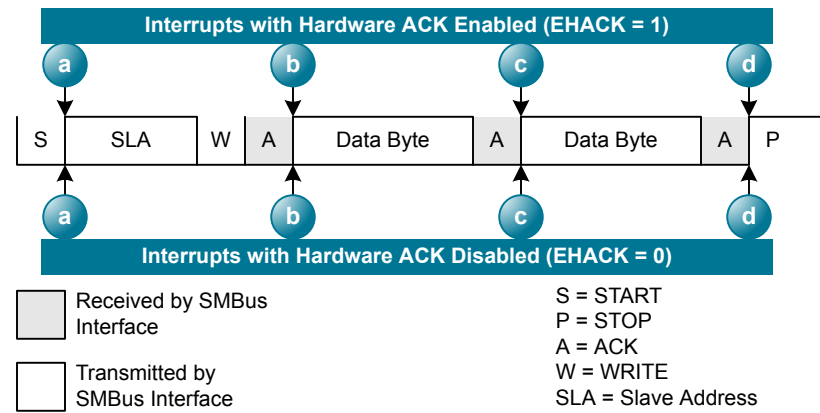 Interrupts with Hardware ACK Enabled (EHACK = 1)
a b c d
S SLA W A Data Byte A Data Byte A P
a b c d
Interrupts with Hardware ACK Disabled (EHACK = 0)
Received by SMBus
Interface
Transmitted by
SMBus Interface
S = START
P = STOP
A = ACK
W = WRITE
SLA = Slave Address